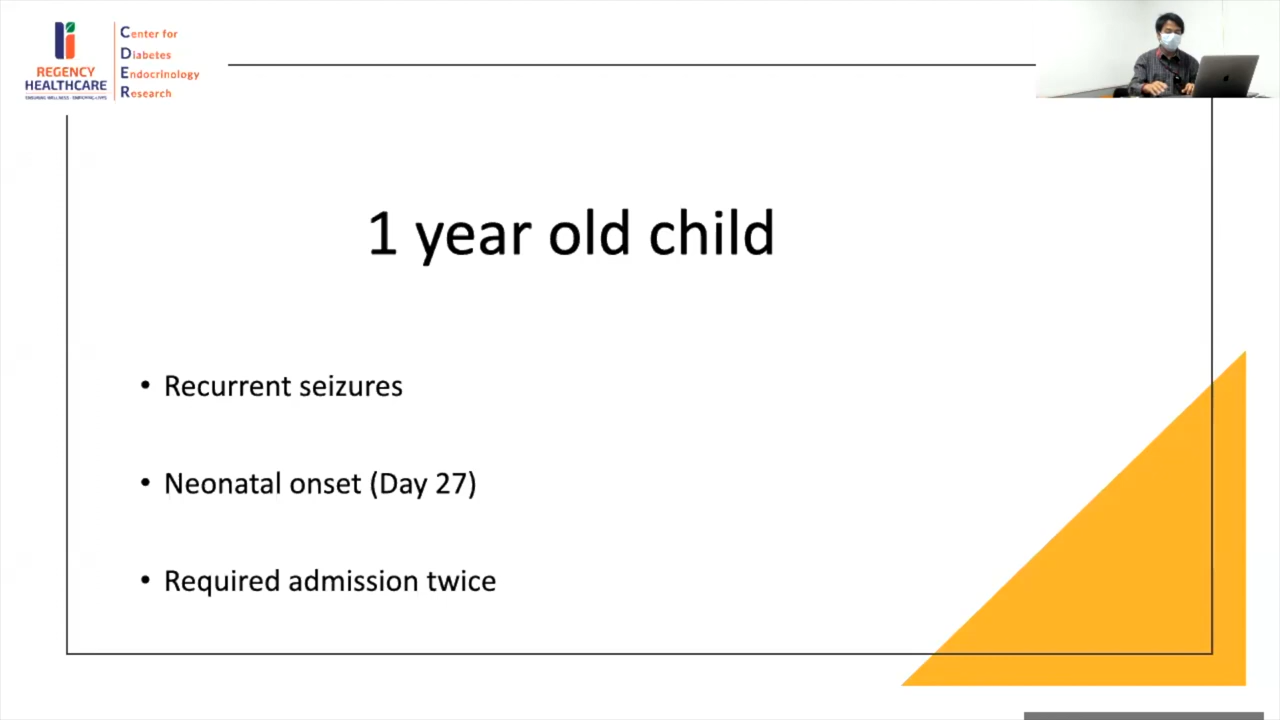 Center for
Diabetes
Endocrinology
Research
REGENCY
HEALTHCARE
1 year old child
• Recurrent seizures
• Neonatal onset (Day 27)
• Required admission twice